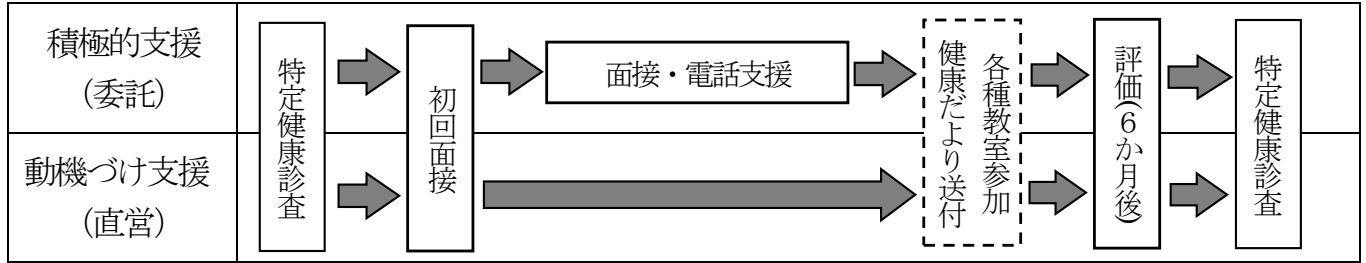 積極的支援
(委託)
動機づけ支援
(直営)
特定健康診査
初回面接
面接・電話支援
各種教室参加
健康だより送付
評価(6か月後)
特定健康診査